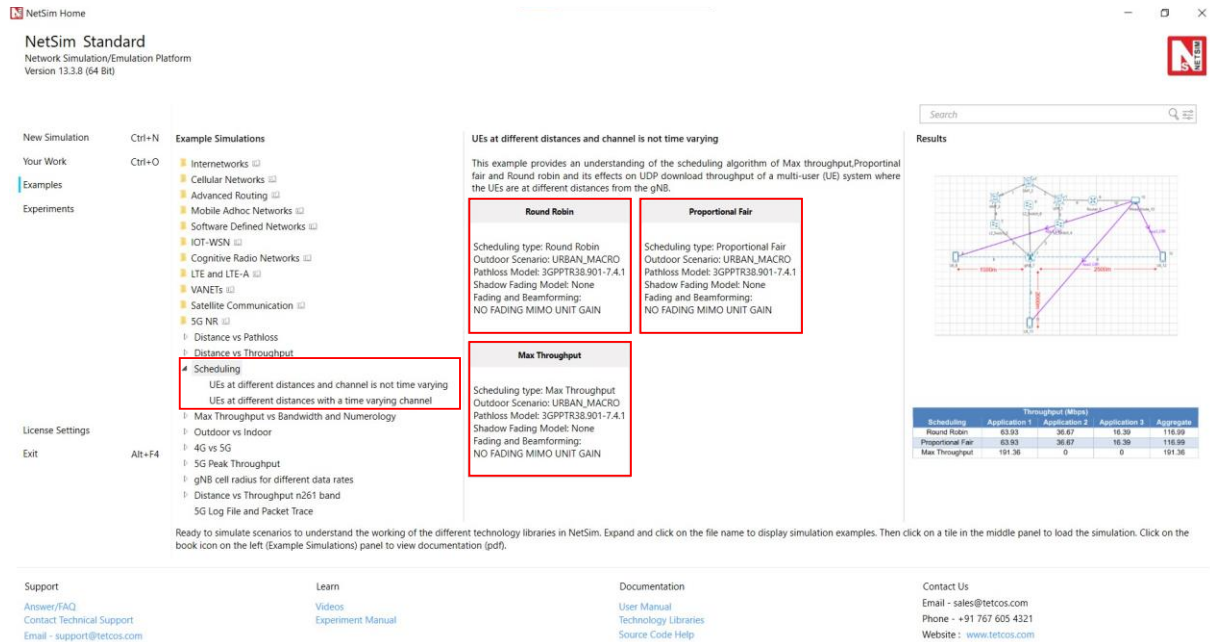 NetSim Home
NetSim Standard
Network Simulation/Emulation Platform
Version 13.3.8 (64 Bit)
NETSIM
Search
New Simulation Ctrl+N
Your Work Ctrl+O
Examples
Experiments
License Settings
Exit Alt+F4
Example Simulations
Internetworks
Cellular Networks
Advanced Routing
Mobile Adhoc Networks
Software Defined Networks
IOT-WSN
Cognitive Radio Networks
LTE and LTE-A
VANETs
Satellite Communication
5G NR
Distance vs Pathloss
Distance vs Throughput
Scheduling
UEs at different distances and channel is not time varying
UEs at different distances with a time varying channel
Max Throughput vs Bandwidth and Numerology
Outdoor vs Indoor
4G vs 5G
5G Peak Throughput
gNB cell radius for different data rates
Distance vs Throughput n261 band
5G Log File and Packet Trace
UEs at different distances and channel is not time varying
This example provides an understanding of the scheduling algorithm of Max throughput,Proportinal
fair and Round robin and its effects on UDP download throughput of a multi-user (UE) system where
the UEs are at different distances from the gNB.
Round Robin
Scheduling type: Round Robin
Outdoor Scenario: URBAN_MACRO
Pathloss Model: 3GPPTR38.901-7.4.1
Shadow Fading Model: None
Fading and Beamforming:
NO FADING MIMO UNIT GAIN
Proportional Fair
Scheduling type: Proportional Fair
Outdoor Scenario: URBAN_MACRO
Pathloss Model: 3GPPTR38.901-7.4.1
Shadow Fading Model: None
Fading and Beamforming:
NO FADING MIMO UNIT GAIN
Max Throughput
Scheduling type: Max Throughput
Outdoor Scenario: URBAN_MACRO
Pathloss Model: 3GPPTR38.901-7.4.1
Shadow Fading Model: None
Fading and Beamforming:
NO FADING MIMO UNIT GAIN
Results
Throughput (Mbps)
Scheduling Application 1 Application 2 Application 3 Aggregate
Round Robin 63.93 36.67 16.39 116.99
Proportional Fair 63.93 36.67 16.39 116.99
Max Throughput 191.36 0 0 191.36
Ready to simulate scenarios to understand the working of the different technology libraries in NetSim. Expand and click on the file name to display simulation examples. Then click on a tile in the middle panel to load the simulation. Click on the
book icon on the left (Example Simulations) panel to view documentation (pdf).
Support
Answer/FAQ
Contact Technical Support
Email - support@tetcos.com
Learn
Videos
Experiment Manual
Documentation
User Manual
Technology Libraries
Source Code Help
Contact Us
Email - sales@tetcos.com
Phone - +91 767 605 4321
Website : www.tetcos.com